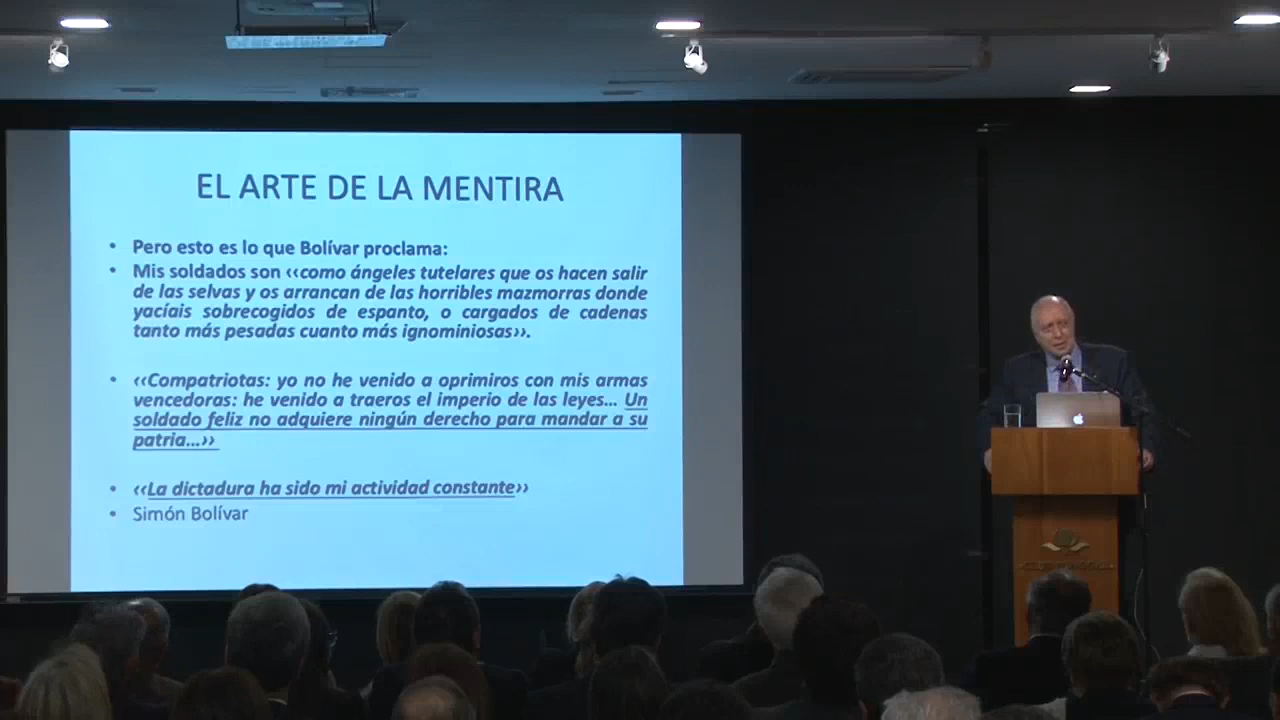 EL ARTE DE LA MENTIRA
• Pero esto es lo que Bolívar proclama:
• Mis soldados son ‹‹como ángeles tutelares que os hacen salir
de las selvas y os arrancan de las horribles mazmorras donde
yacíais sobrecogidos de espanto, o cargados de cadenas
tanto más pesadas cuanto más ignominiosas››.
• ‹‹Compatriotas: yo no he venido a oprimiros con mis armas
vencedoras: he venido a traeros el imperio de las leyes... Un
soldado feliz no adquiere ningún derecho para mandar a su
patria...››
• ‹‹La dictadura ha sido mi actividad constante››
• Simón Bolívar